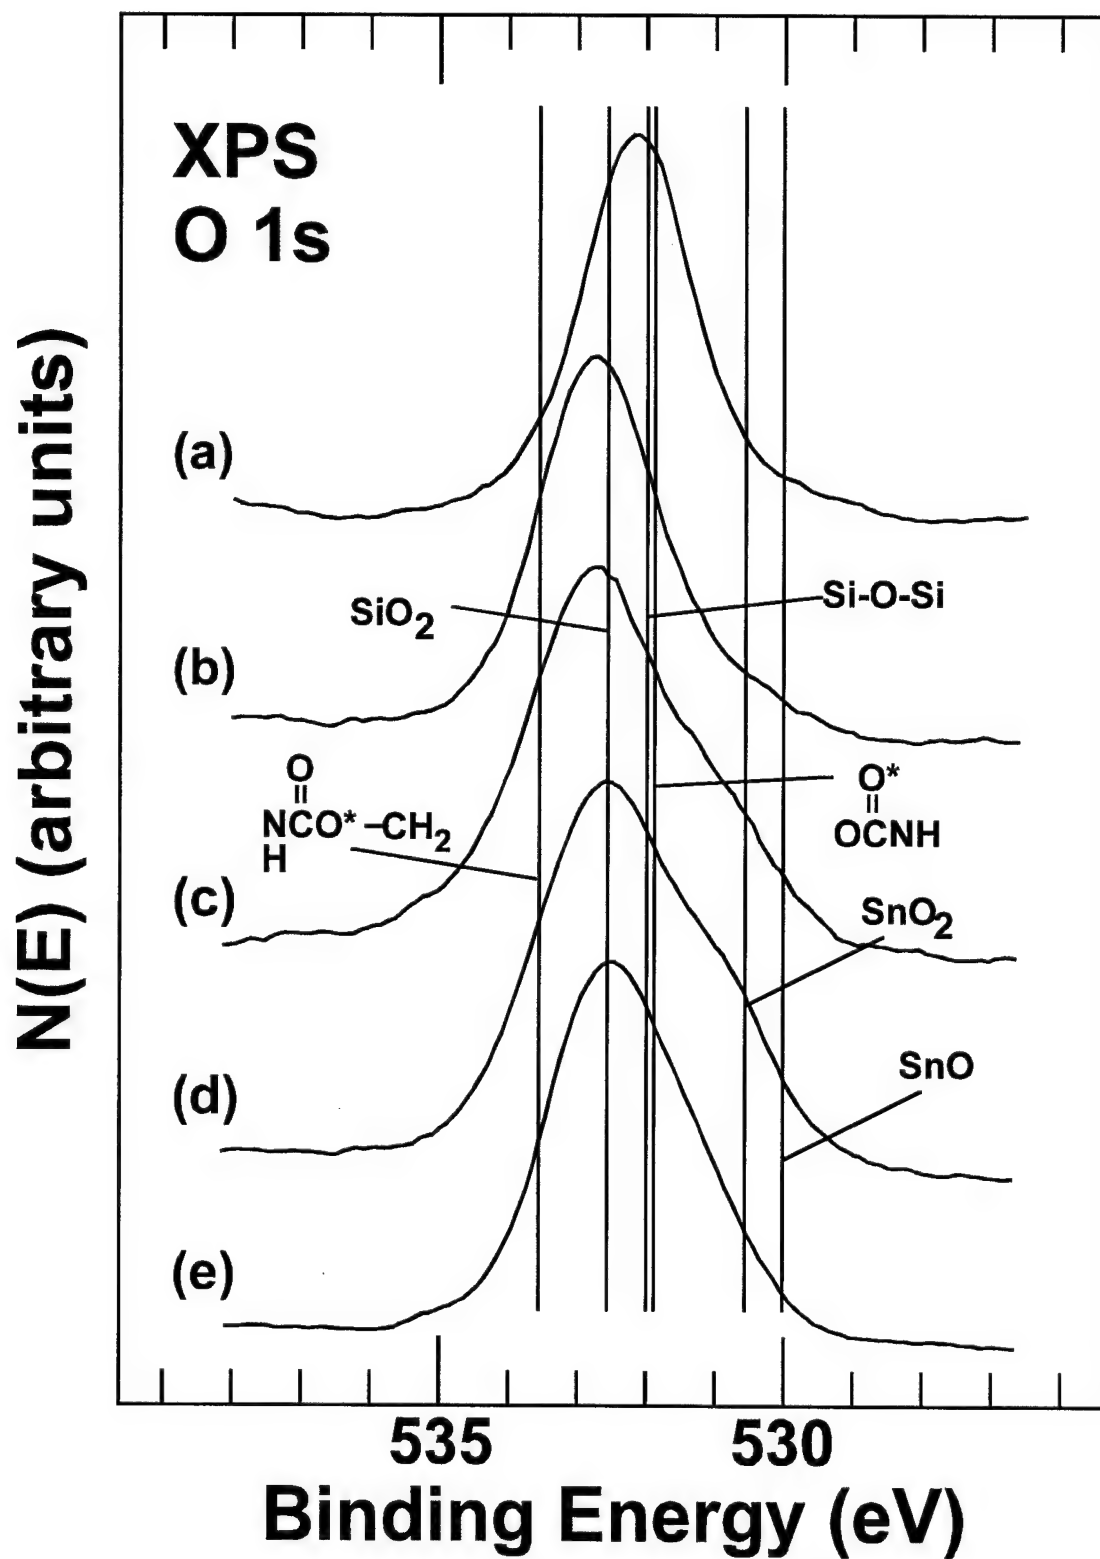 XPS
O 1s
N(E) (arbitrary units)
(a)
SiO2
Si-O-Si
(b)
O
NCO*–CH2
H
O*
OCNH
(c)
SnO2
SnO
(d)
(e)
535
530
Binding Energy (eV)